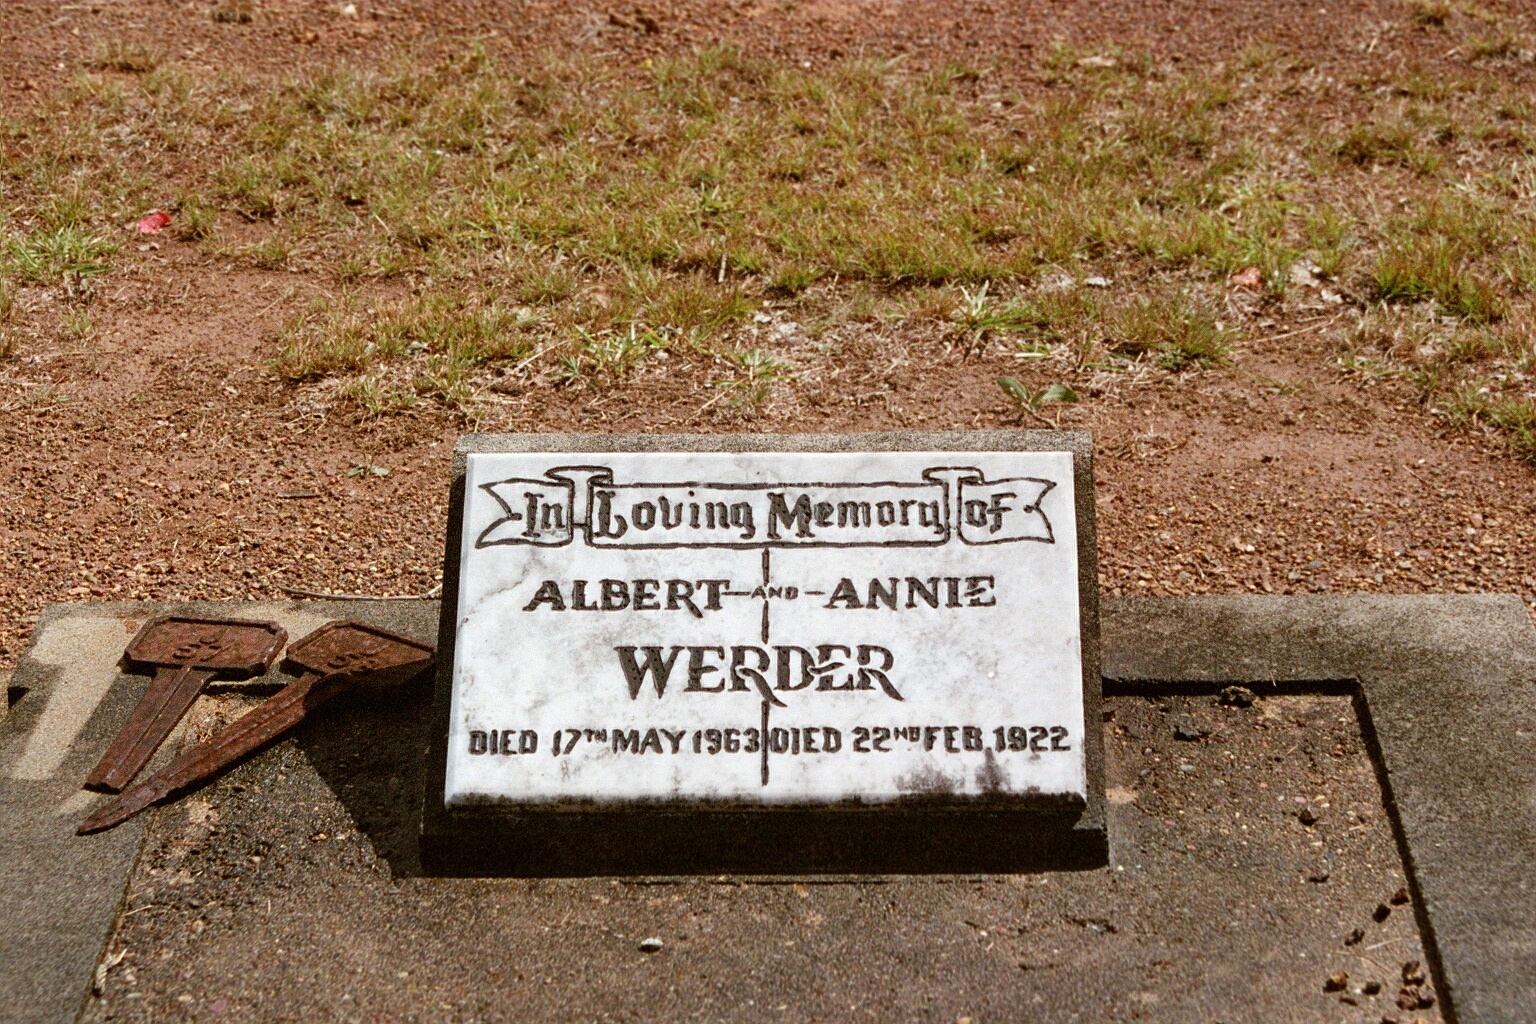 In Loving Memory of
ALBERT AND ANNIE
WERDER
DIED 17TH MAY 1963 DIED 22ND FEB. 1922